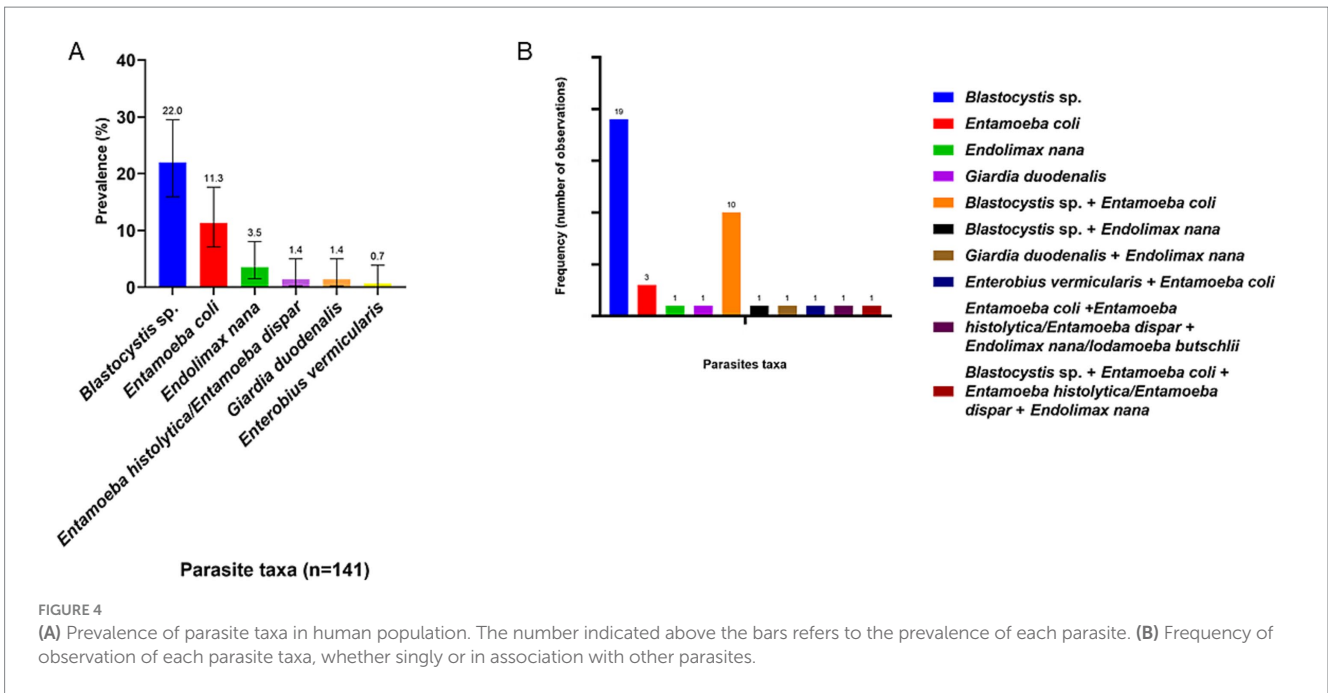 A
40
30
20
10
0
Prevalence (%)
22.0
11.3
3.5
1.4
1.4
0.7
Blastocystis sp.
Entamoeba coli
Endolimax nana
Entamoeba histolytica/Entamoeba dispar
Giardia duodenalis
Enterobius vermicularis
Parasite taxa (n=141)
B
Frequency (number of observations)
19
3
1
1
10
1
1
1
1
1
Parasites taxa
Blastocystis sp.
Entamoeba coli
Endolimax nana
Giardia duodenalis
Blastocystis sp. + Entamoeba coli
Blastocystis sp. + Endolimax nana
Giardia duodenalis + Endolimax nana
Enterobius vermicularis + Entamoeba coli
Entamoeba coli +Entamoeba
histolytica/Entamoeba dispar +
Endolimax nana/Iodamoeba butschlii
Blastocystis sp. + Entamoeba coli +
Entamoeba histolytica/Entamoeba
dispar + Endolimax nana
FIGURE 4
(A) Prevalence of parasite taxa in human population. The number indicated above the bars refers to the prevalence of each parasite. (B) Frequency of
observation of each parasite taxa, whether singly or in association with other parasites.